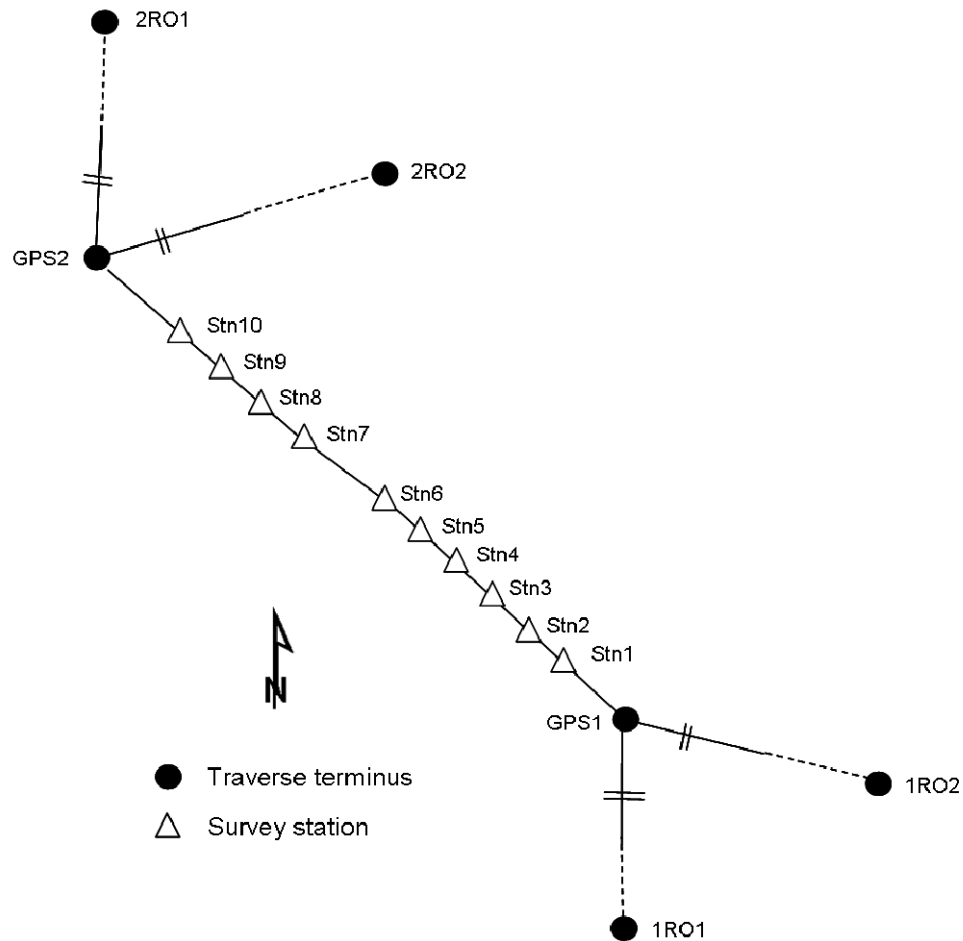 2RO1
2RO2
GPS2
Stn10
Stn9
Stn8
Stn7
Stn6
Stn5
Stn4
Stn3
Stn2
Stn1
N
GPS1
Traverse terminus
1RO2
Survey station
1RO1